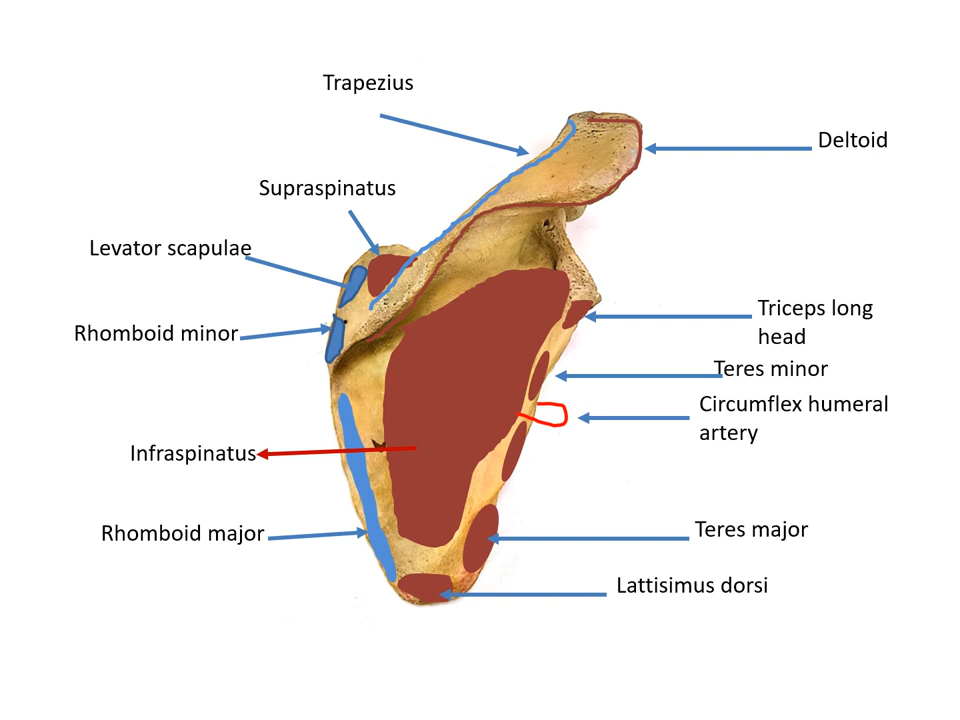 Trapezius
Deltoid
Supraspinatus
Levator scapulae
Rhomboid minor
Triceps long
head
Teres minor
Circumflex humeral
artery
Infraspinatus
Rhomboid major
Teres major
Lattisimus dorsi